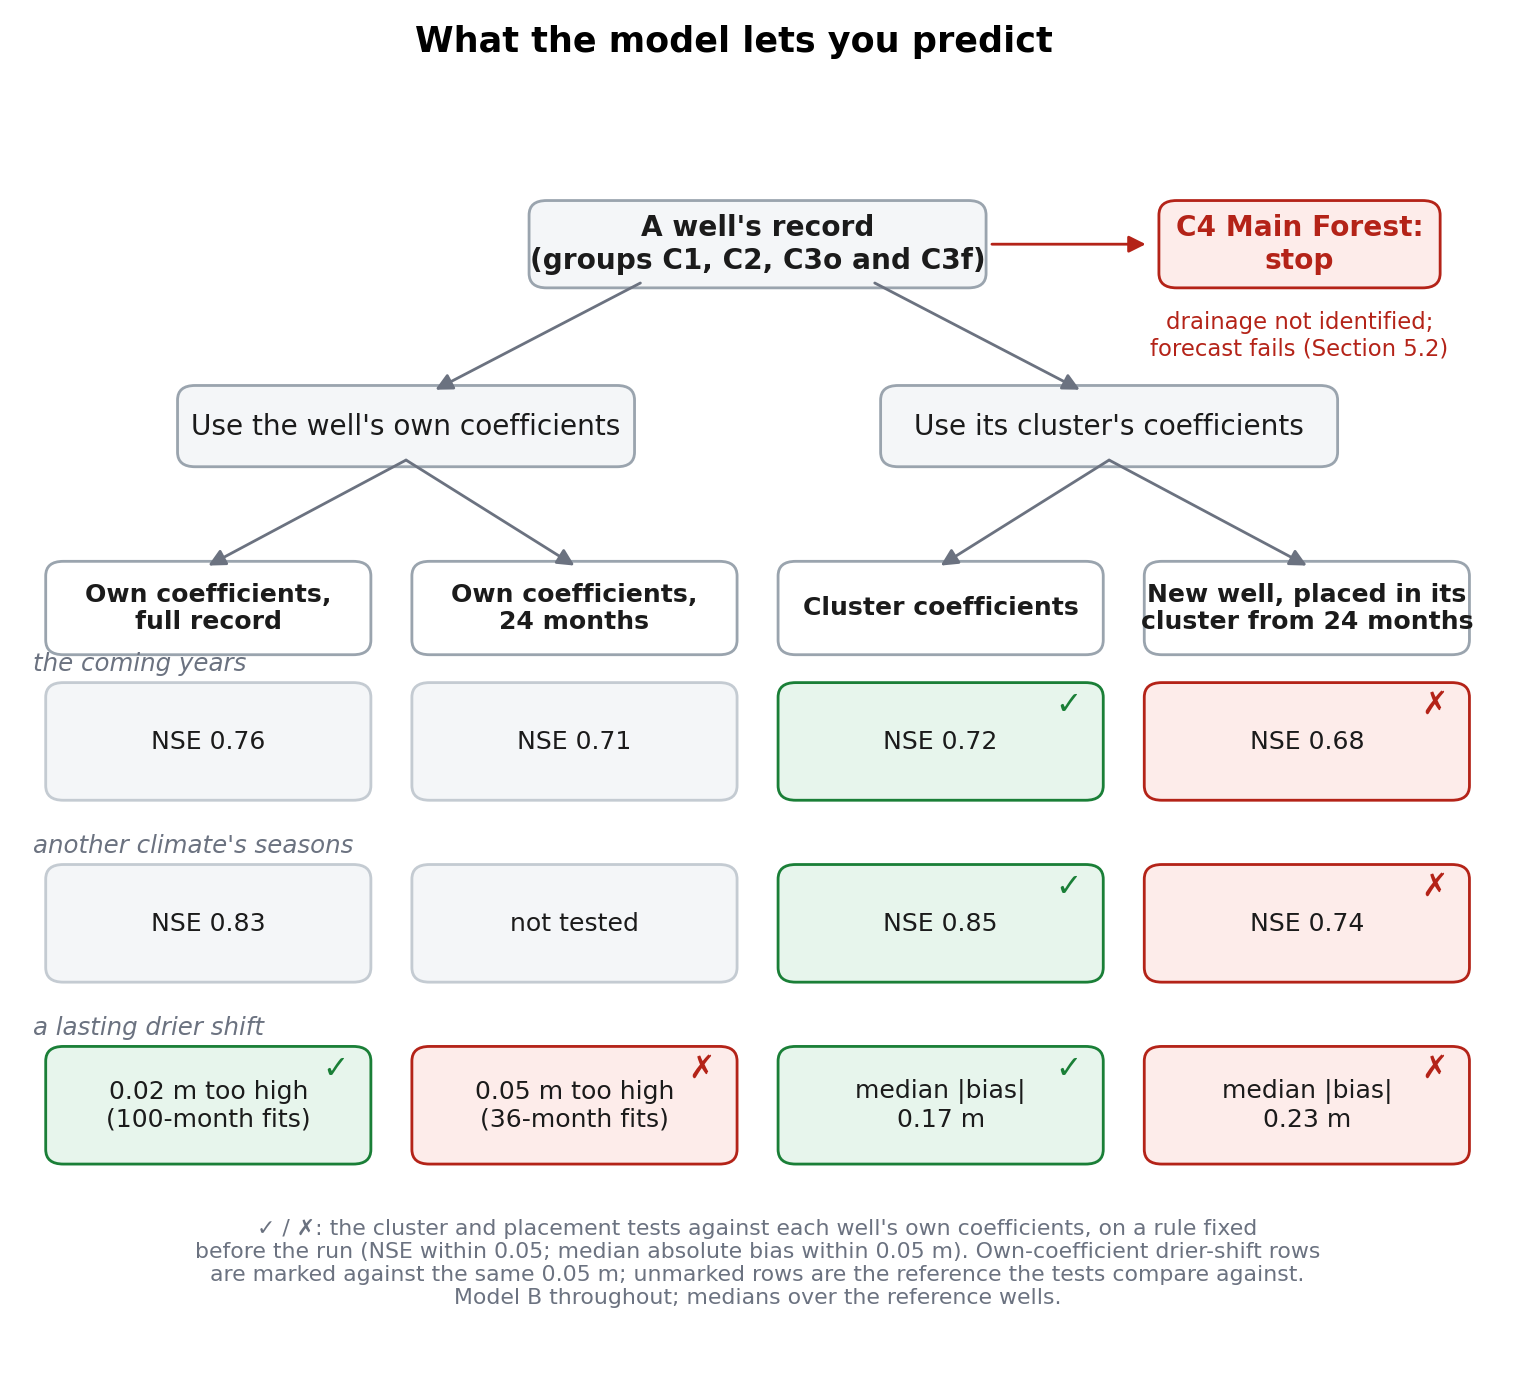 What the model lets you predict
A well's record
(groups C1, C2, C3o and C3f)
C4 Main Forest:
stop
drainage not identified;
forecast fails (Section 5.2)
Use the well's own coefficients
Use its cluster's coefficients
Own coefficients,
full record
Own coefficients,
24 months
Cluster coefficients
New well, placed in its
cluster from 24 months
the coming years
NSE 0.76
NSE 0.71
✓
NSE 0.72
✗
NSE 0.68
another climate's seasons
NSE 0.83
not tested
✓
NSE 0.85
✗
NSE 0.74
a lasting drier shift
✓
0.02 m too high
(100-month fits)
✗
0.05 m too high
(36-month fits)
✓
median |bias|
0.17 m
✗
median |bias|
0.23 m
✓ / ✗: the cluster and placement tests against each well's own coefficients, on a rule fixed
before the run (NSE within 0.05; median absolute bias within 0.05 m). Own-coefficient drier-shift rows
are marked against the same 0.05 m; unmarked rows are the reference the tests compare against.
Model B throughout; medians over the reference wells.